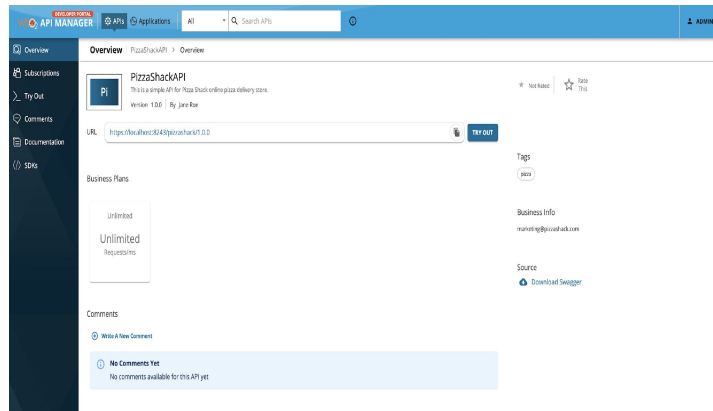 DEVELOPER PORTAL
WSO2 API MANAGER
APIs
Applications
All
Search APIs
ADMIN
Overview
Subscriptions
Try Out
Comments
Documentation
SDKs
Overview PizzaShackAPI > Overview
Pi
PizzaShackAPI
This is a simple API for Pizza Shack online pizza delivery store.
Version 1.0.0 By Jane Roe
Not Rated
Rate This
URL
https://localhost:8243/pizzashack/1.0.0
TRY OUT
Tags
pizza
Business Plans
Unlimited
Unlimited
Requests/ms
Business Info
marketing@pizzashack.com
Source
Download Swagger
Comments
Write A New Comment
No Comments Yet
No comments available for this API yet